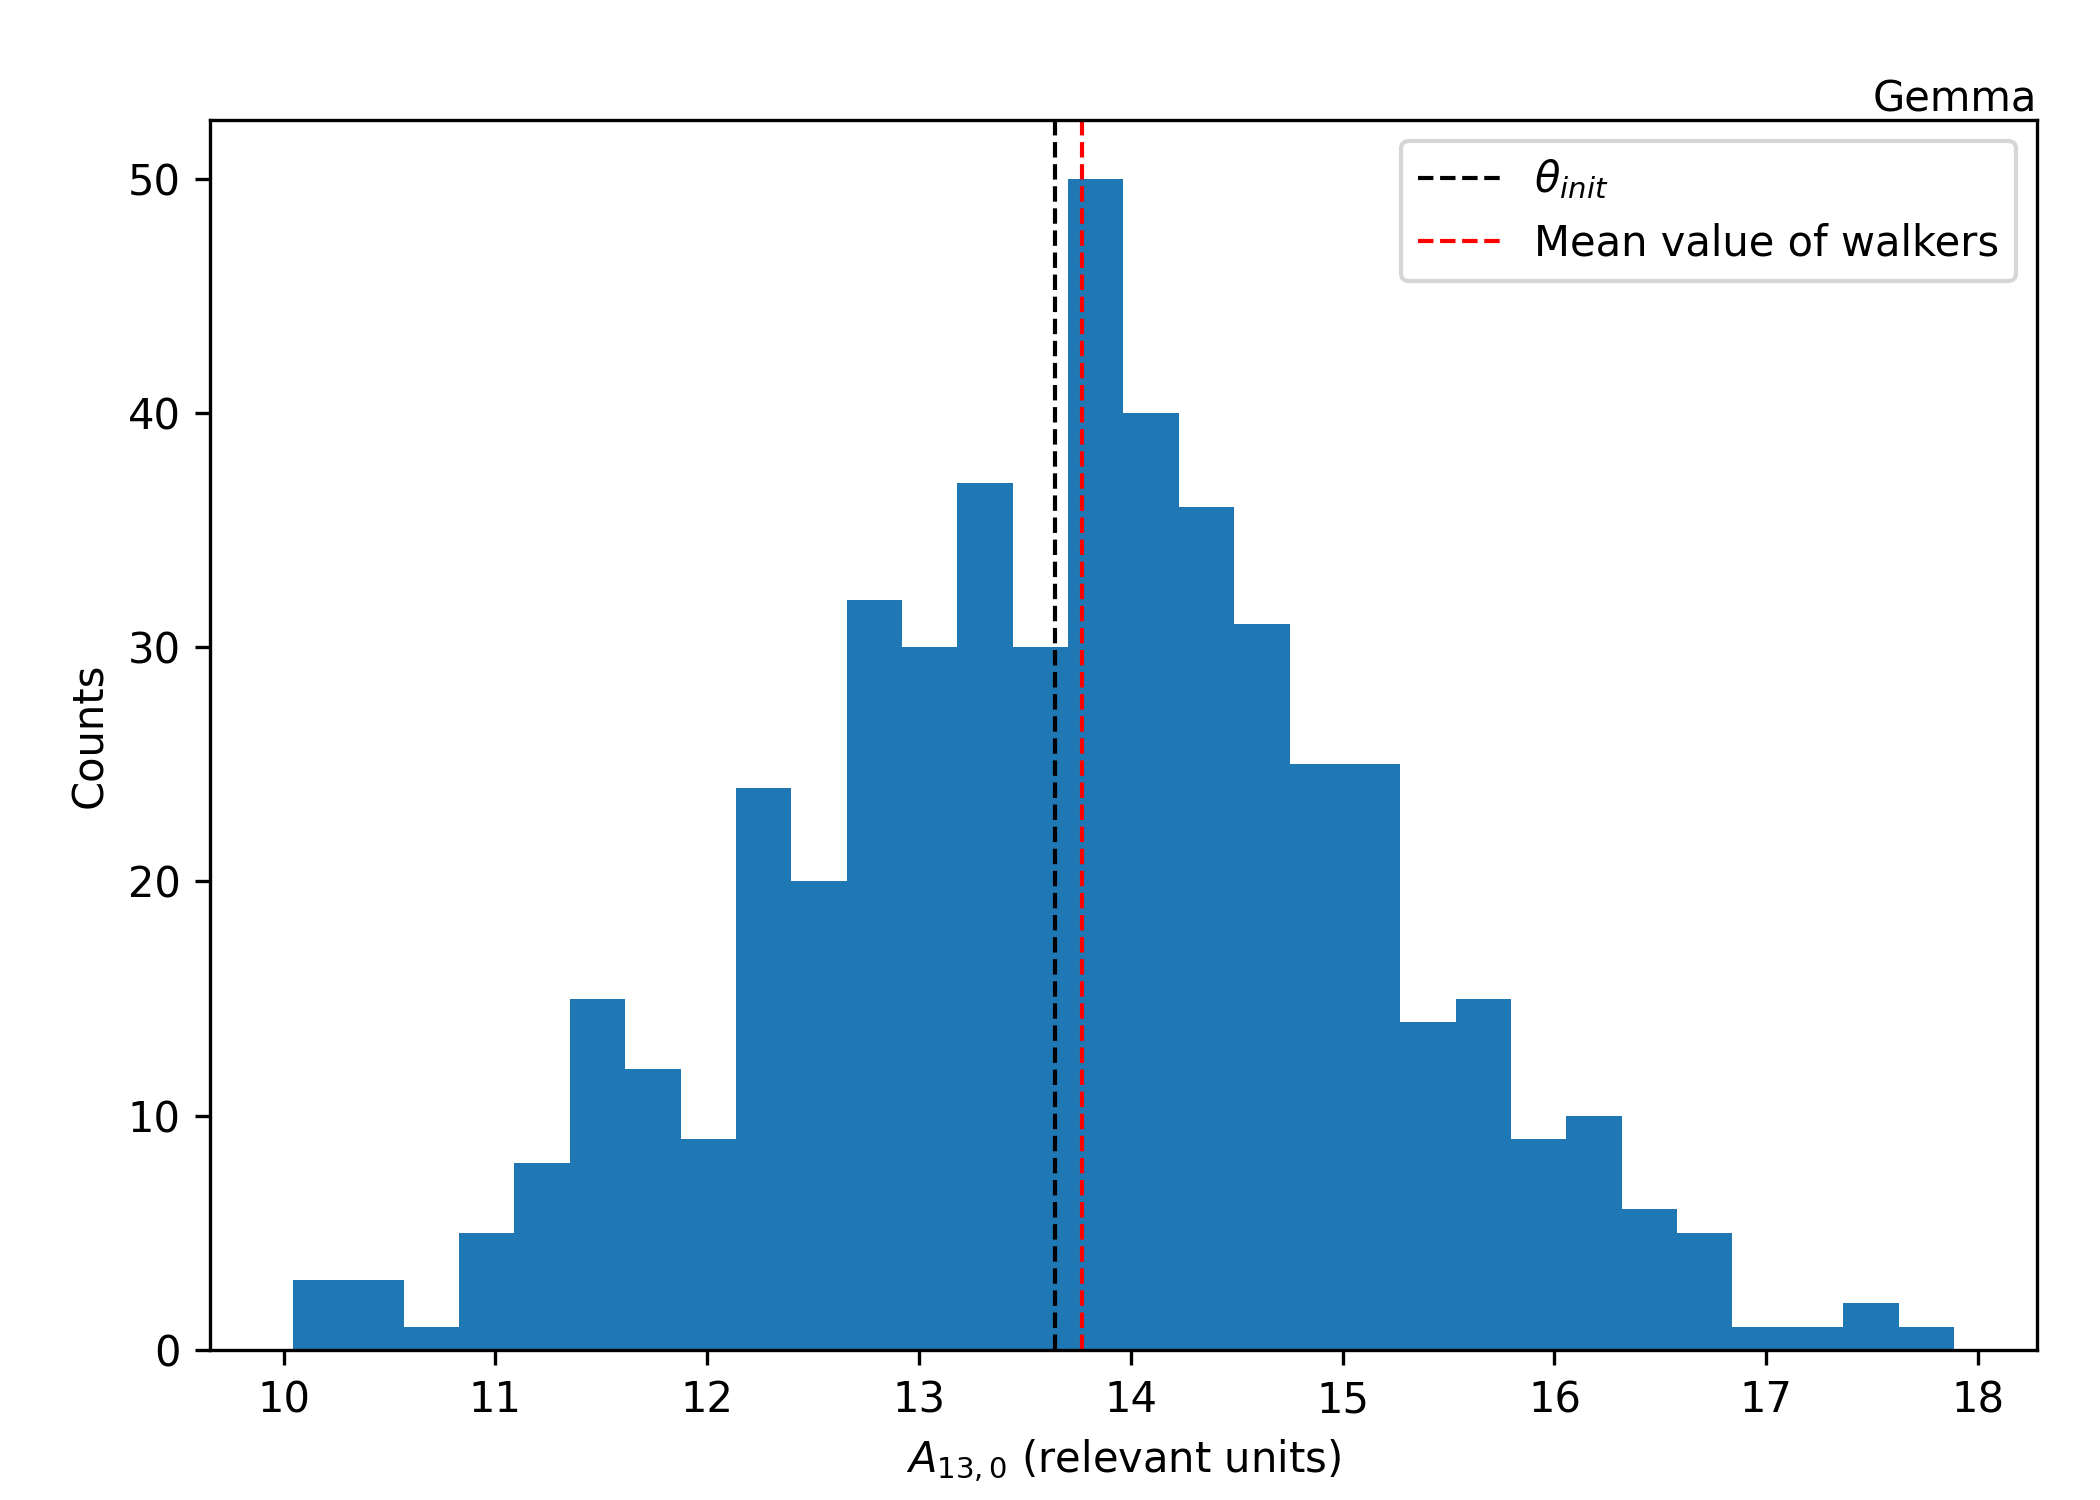 Gemma
θinit
Mean value of walkers
50
40
30
20
10
0
Counts
10 11 12 13 14 15 16 17 18
A13,0 (relevant units)